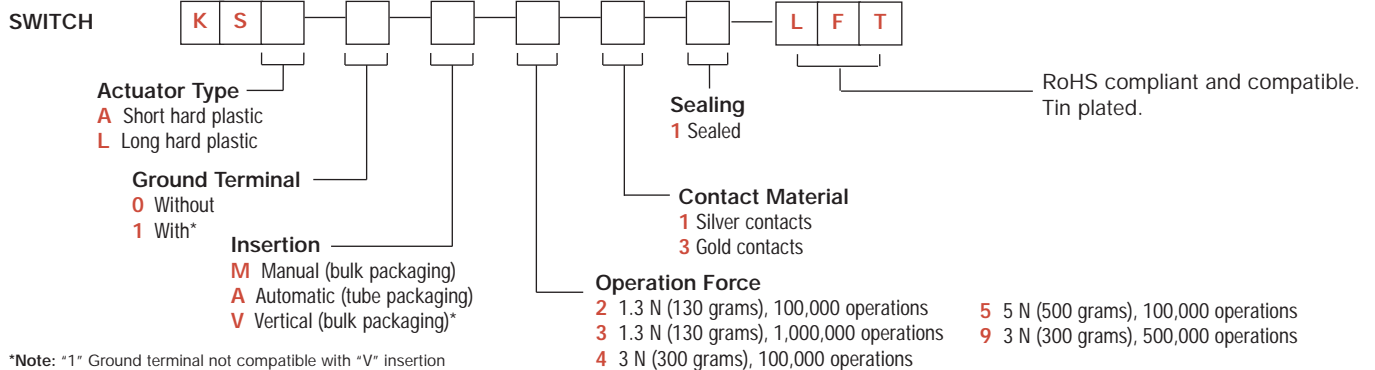 SWITCH
K S
L F T
Actuator Type
A Short hard plastic
L Long hard plastic
Ground Terminal
0 Without
1 With*
Insertion
M Manual (bulk packaging)
A Automatic (tube packaging)
V Vertical (bulk packaging)*
Operation Force
2 1.3 N (130 grams), 100,000 operations
3 1.3 N (130 grams), 1,000,000 operations
4 3 N (300 grams), 100,000 operations
5 5 N (500 grams), 100,000 operations
9 3 N (300 grams), 500,000 operations
Contact Material
1 Silver contacts
3 Gold contacts
Sealing
1 Sealed
RoHS compliant and compatible.
Tin plated.
*Note: "1" Ground terminal not compatible with "V" insertion